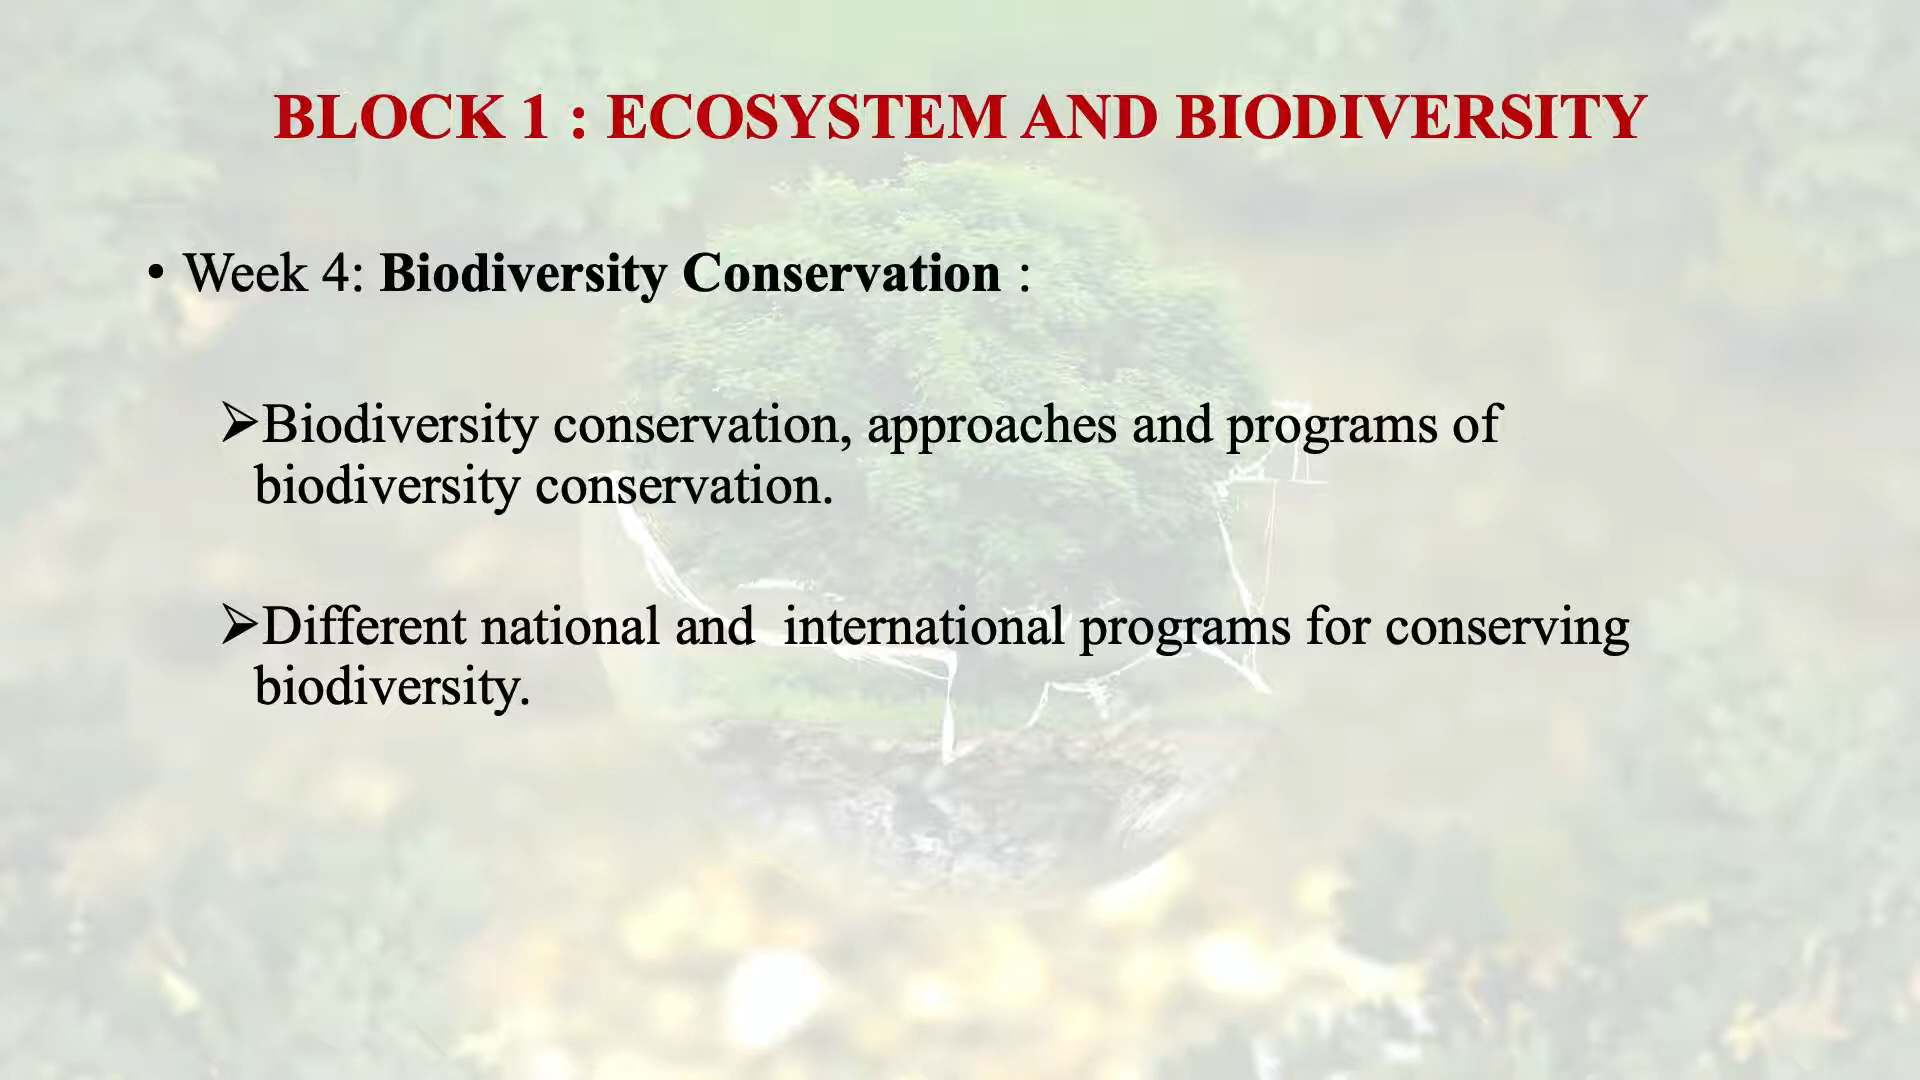 BLOCK 1 : ECOSYSTEM AND BIODIVERSITY
• Week 4: Biodiversity Conservation :
➢Biodiversity conservation, approaches and programs of
biodiversity conservation.
➢Different national and  international programs for conserving
biodiversity.